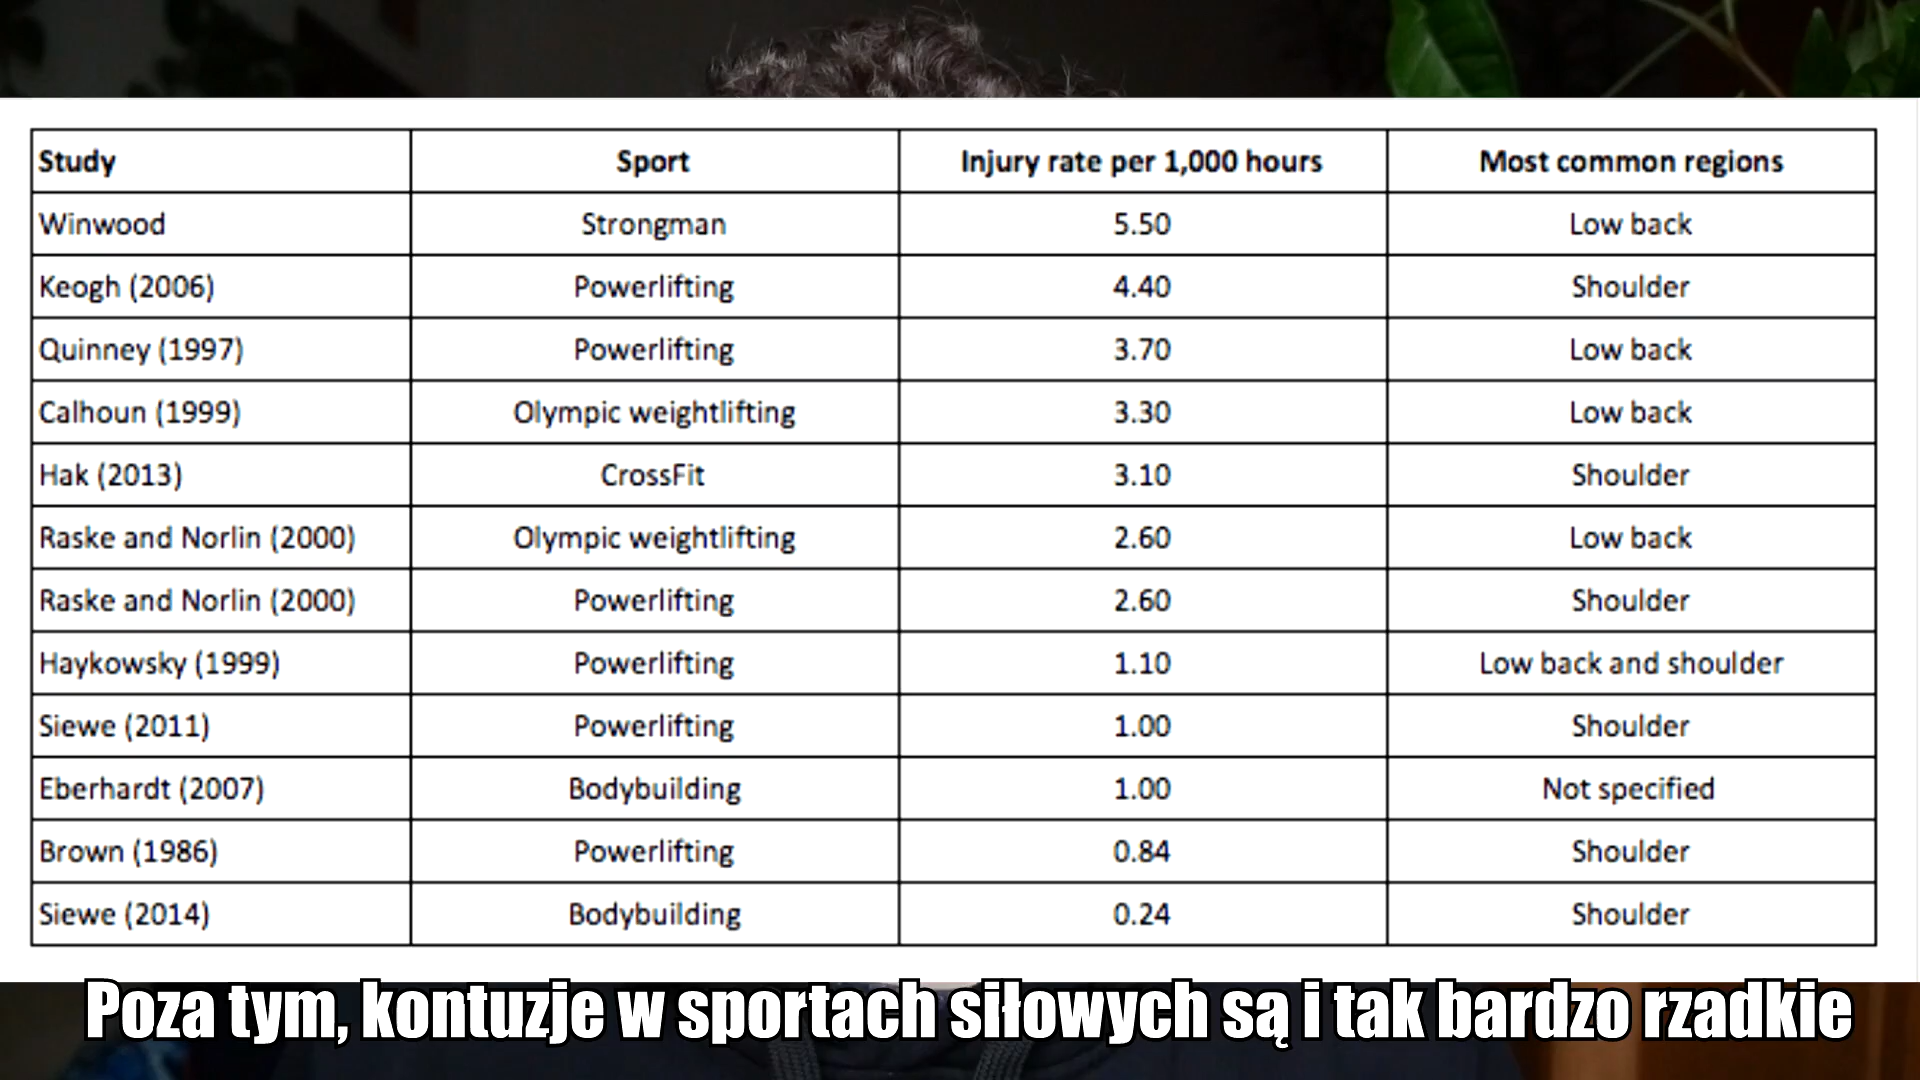 Study Sport Injury rate per 1,000 hours Most common regions
Winwood Strongman 5.50 Low back
Keogh (2006) Powerlifting 4.40 Shoulder
Quinney (1997) Powerlifting 3.70 Low back
Calhoun (1999) Olympic weightlifting 3.30 Low back
Hak (2013) CrossFit 3.10 Shoulder
Raske and Norlin (2000) Olympic weightlifting 2.60 Low back
Raske and Norlin (2000) Powerlifting 2.60 Shoulder
Haykowsky (1999) Powerlifting 1.10 Low back and shoulder
Siewe (2011) Powerlifting 1.00 Shoulder
Eberhardt (2007) Bodybuilding 1.00 Not specified
Brown (1986) Powerlifting 0.84 Shoulder
Siewe (2014) Bodybuilding 0.24 Shoulder
Poza tym, kontuzje w sportach siłowych są i tak bardzo rzadkie